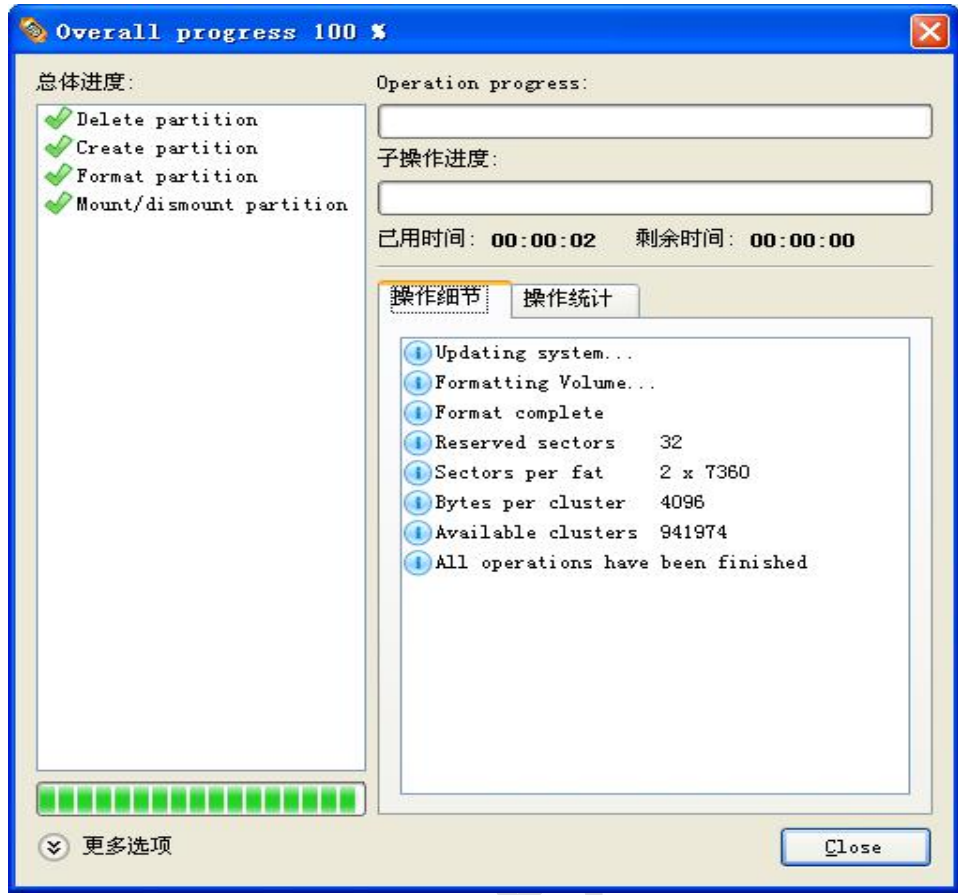 Overall progress 100 %
总体进度:
Delete partition
Create partition
Format partition
Mount/dismount partition
Operation progress:
子操作进度:
已用时间: 00:00:02 剩余时间: 00:00:00
操作细节 操作统计
Updating system...
Formatting Volume...
Format complete
Reserved sectors 32
Sectors per fat 2 x 7360
Bytes per cluster 4096
Available clusters 941974
All operations have been finished
更多选项
Close